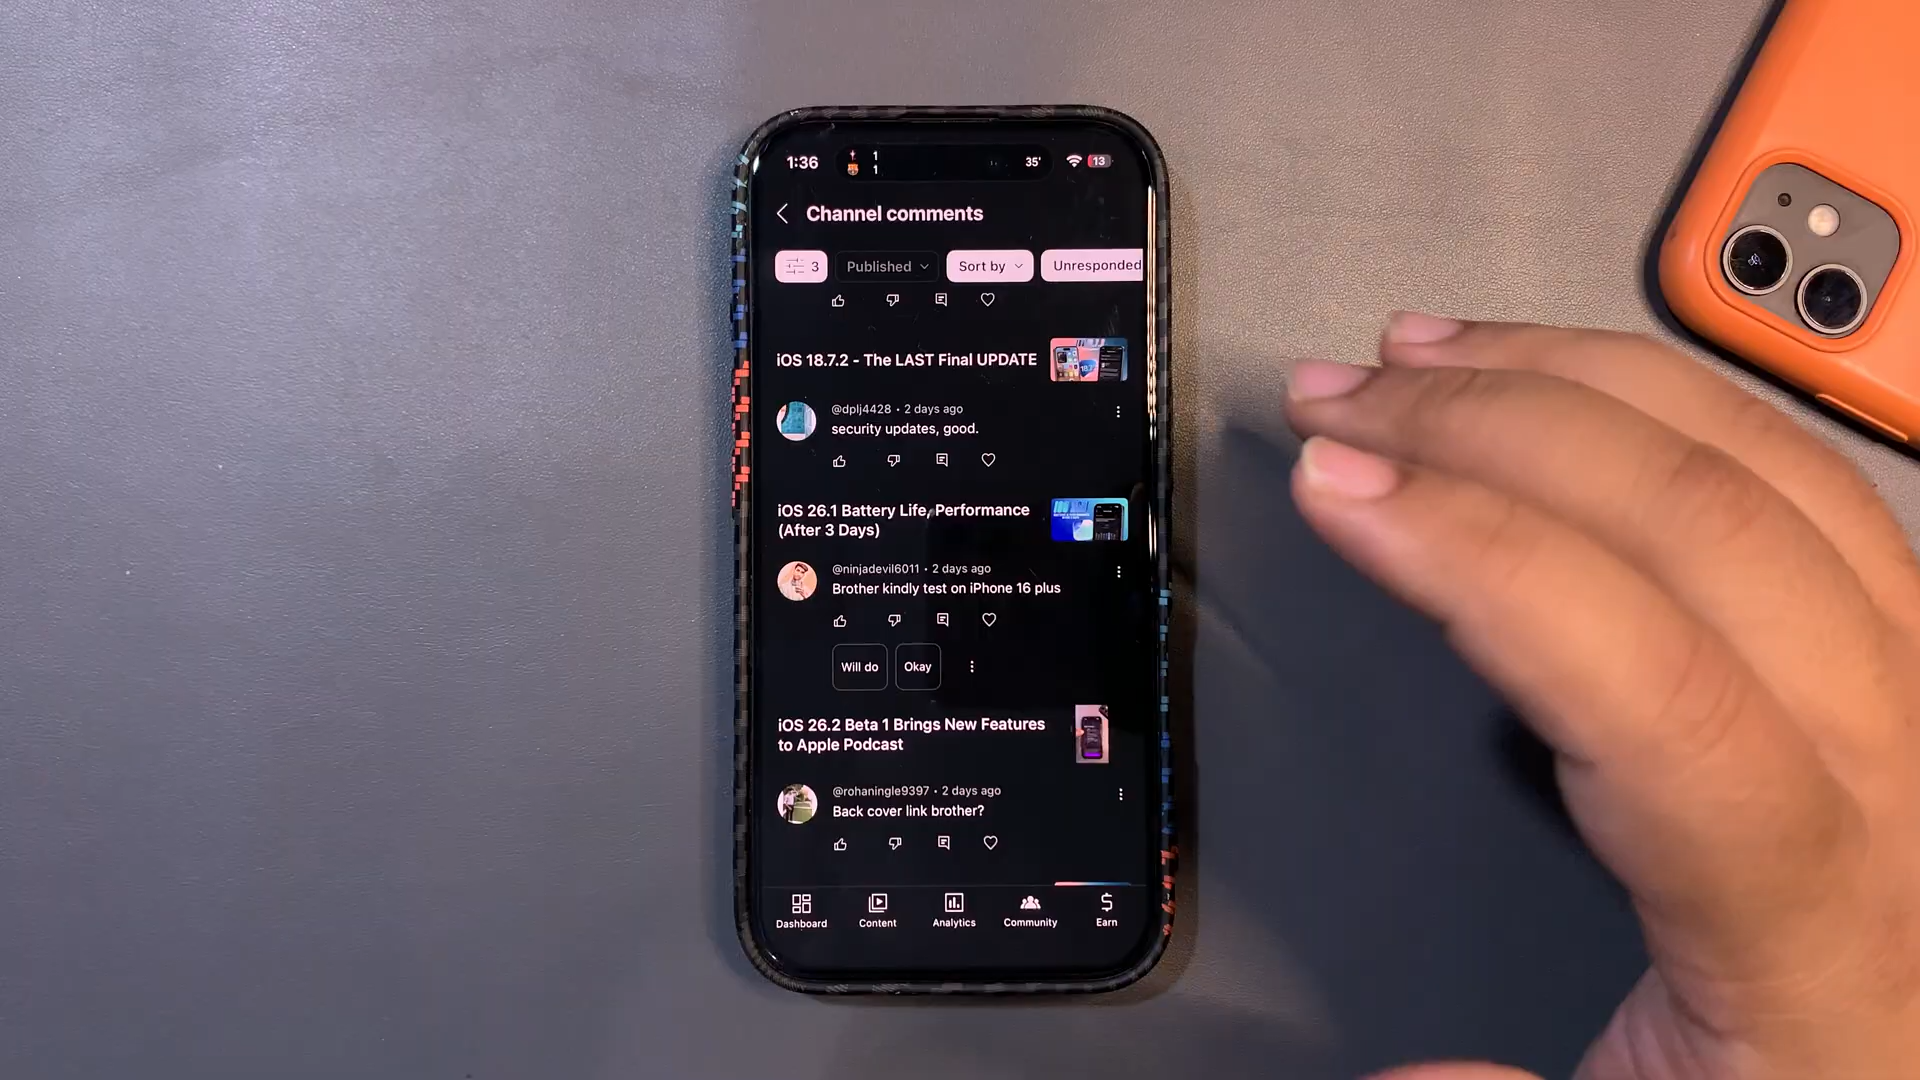 1:36
1
1
35'
13
Channel comments
3
Published
Sort by
Unresponded
iOS 18.7.2 - The LAST Final UPDATE
@dplj4428 • 2 days ago
security updates, good.
iOS 26.1 Battery Life, Performance
(After 3 Days)
@ninjadevil6011 • 2 days ago
Brother kindly test on iPhone 16 plus
Will do
Okay
iOS 26.2 Beta 1 Brings New Features
to Apple Podcast
@rohaningle9397 • 2 days ago
Back cover link brother?
Dashboard
Content
Analytics
Community
Earn